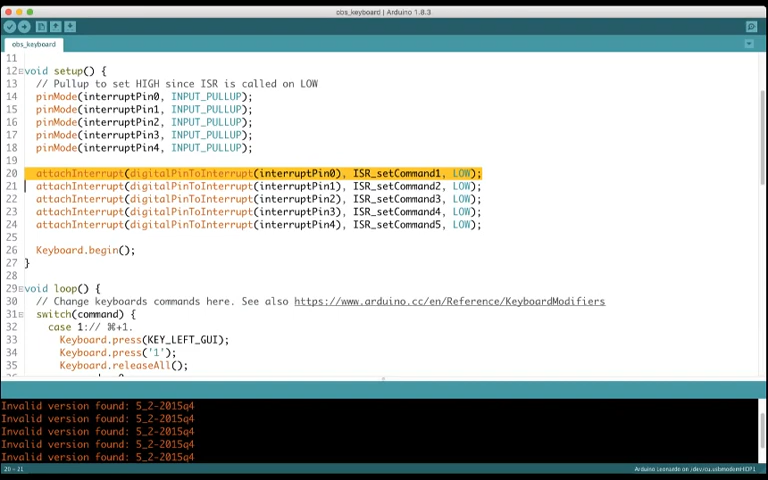 obs_keyboard | Arduino 1.8.3
obs_keyboard
11
12 void setup() {
13 // Pullup to set HIGH since ISR is called on LOW
14 pinMode(interruptPin0, INPUT_PULLUP);
15 pinMode(interruptPin1, INPUT_PULLUP);
16 pinMode(interruptPin2, INPUT_PULLUP);
17 pinMode(interruptPin3, INPUT_PULLUP);
18 pinMode(interruptPin4, INPUT_PULLUP);
19
20 attachInterrupt(digitalPinToInterrupt(interruptPin0), ISR_setCommand1, LOW);
21 attachInterrupt(digitalPinToInterrupt(interruptPin1), ISR_setCommand2, LOW);
22 attachInterrupt(digitalPinToInterrupt(interruptPin2), ISR_setCommand3, LOW);
23 attachInterrupt(digitalPinToInterrupt(interruptPin3), ISR_setCommand4, LOW);
24 attachInterrupt(digitalPinToInterrupt(interruptPin4), ISR_setCommand5, LOW);
25
26 Keyboard.begin();
27 }
28
29 void loop() {
30 // Change keyboards commands here. See also https://www.arduino.cc/en/Reference/KeyboardModifiers
31 switch(command) {
32 case 1:// ⌘+1.
33 Keyboard.press(KEY_LEFT_GUI);
34 Keyboard.press('1');
35 Keyboard.releaseAll();
Invalid version found: 5_2-2015q4
Invalid version found: 5_2-2015q4
Invalid version found: 5_2-2015q4
Invalid version found: 5_2-2015q4
Invalid version found: 5_2-2015q4
20 - 21
Arduino Leonardo on /dev/cu.usbmodemHIDP1